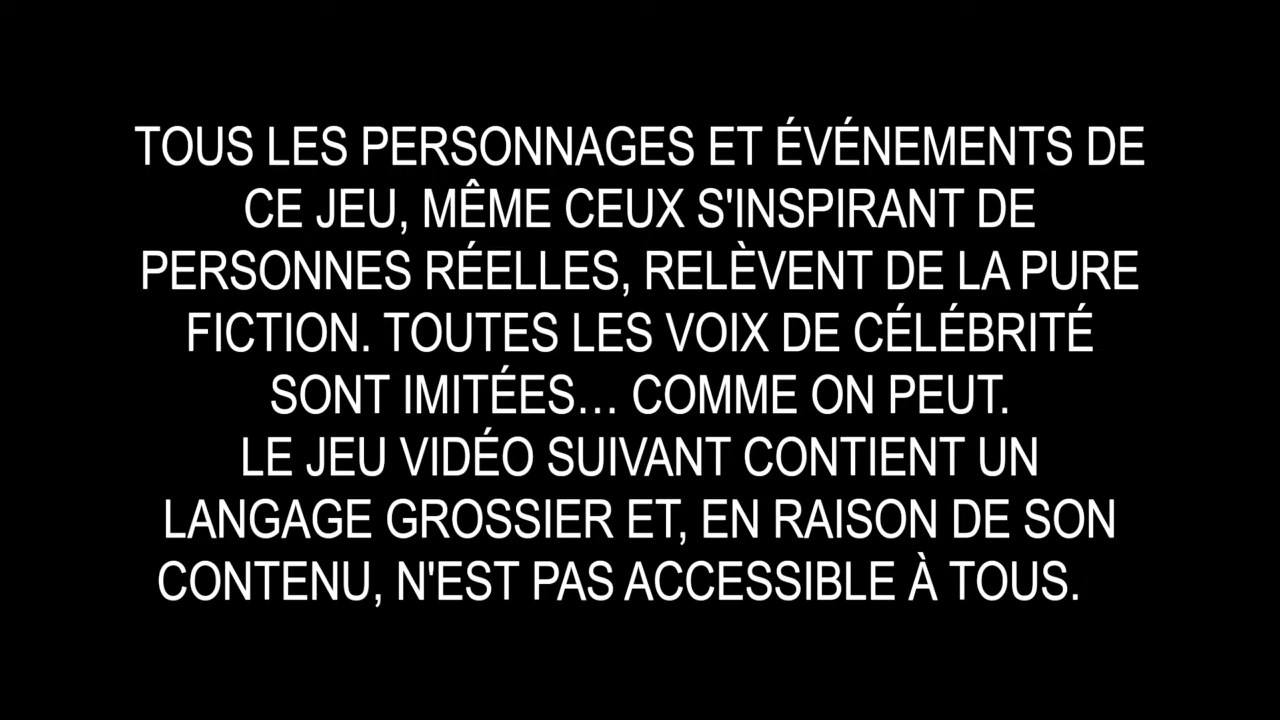 TOUS LES PERSONNAGES ET ÉVÉNEMENTS DE
CE JEU, MÊME CEUX S'INSPIRANT DE
PERSONNES RÉELLES, RELÈVENT DE LA PURE
FICTION. TOUTES LES VOIX DE CÉLÉBRITÉ
SONT IMITÉES... COMME ON PEUT.
LE JEU VIDÉO SUIVANT CONTIENT UN
LANGAGE GROSSIER ET, EN RAISON DE SON
CONTENU, N'EST PAS ACCESSIBLE À TOUS.